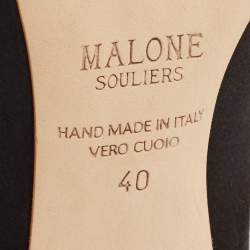 MALONE
SOULIERS
HAND MADE IN ITALY
VERO CUOIO
40